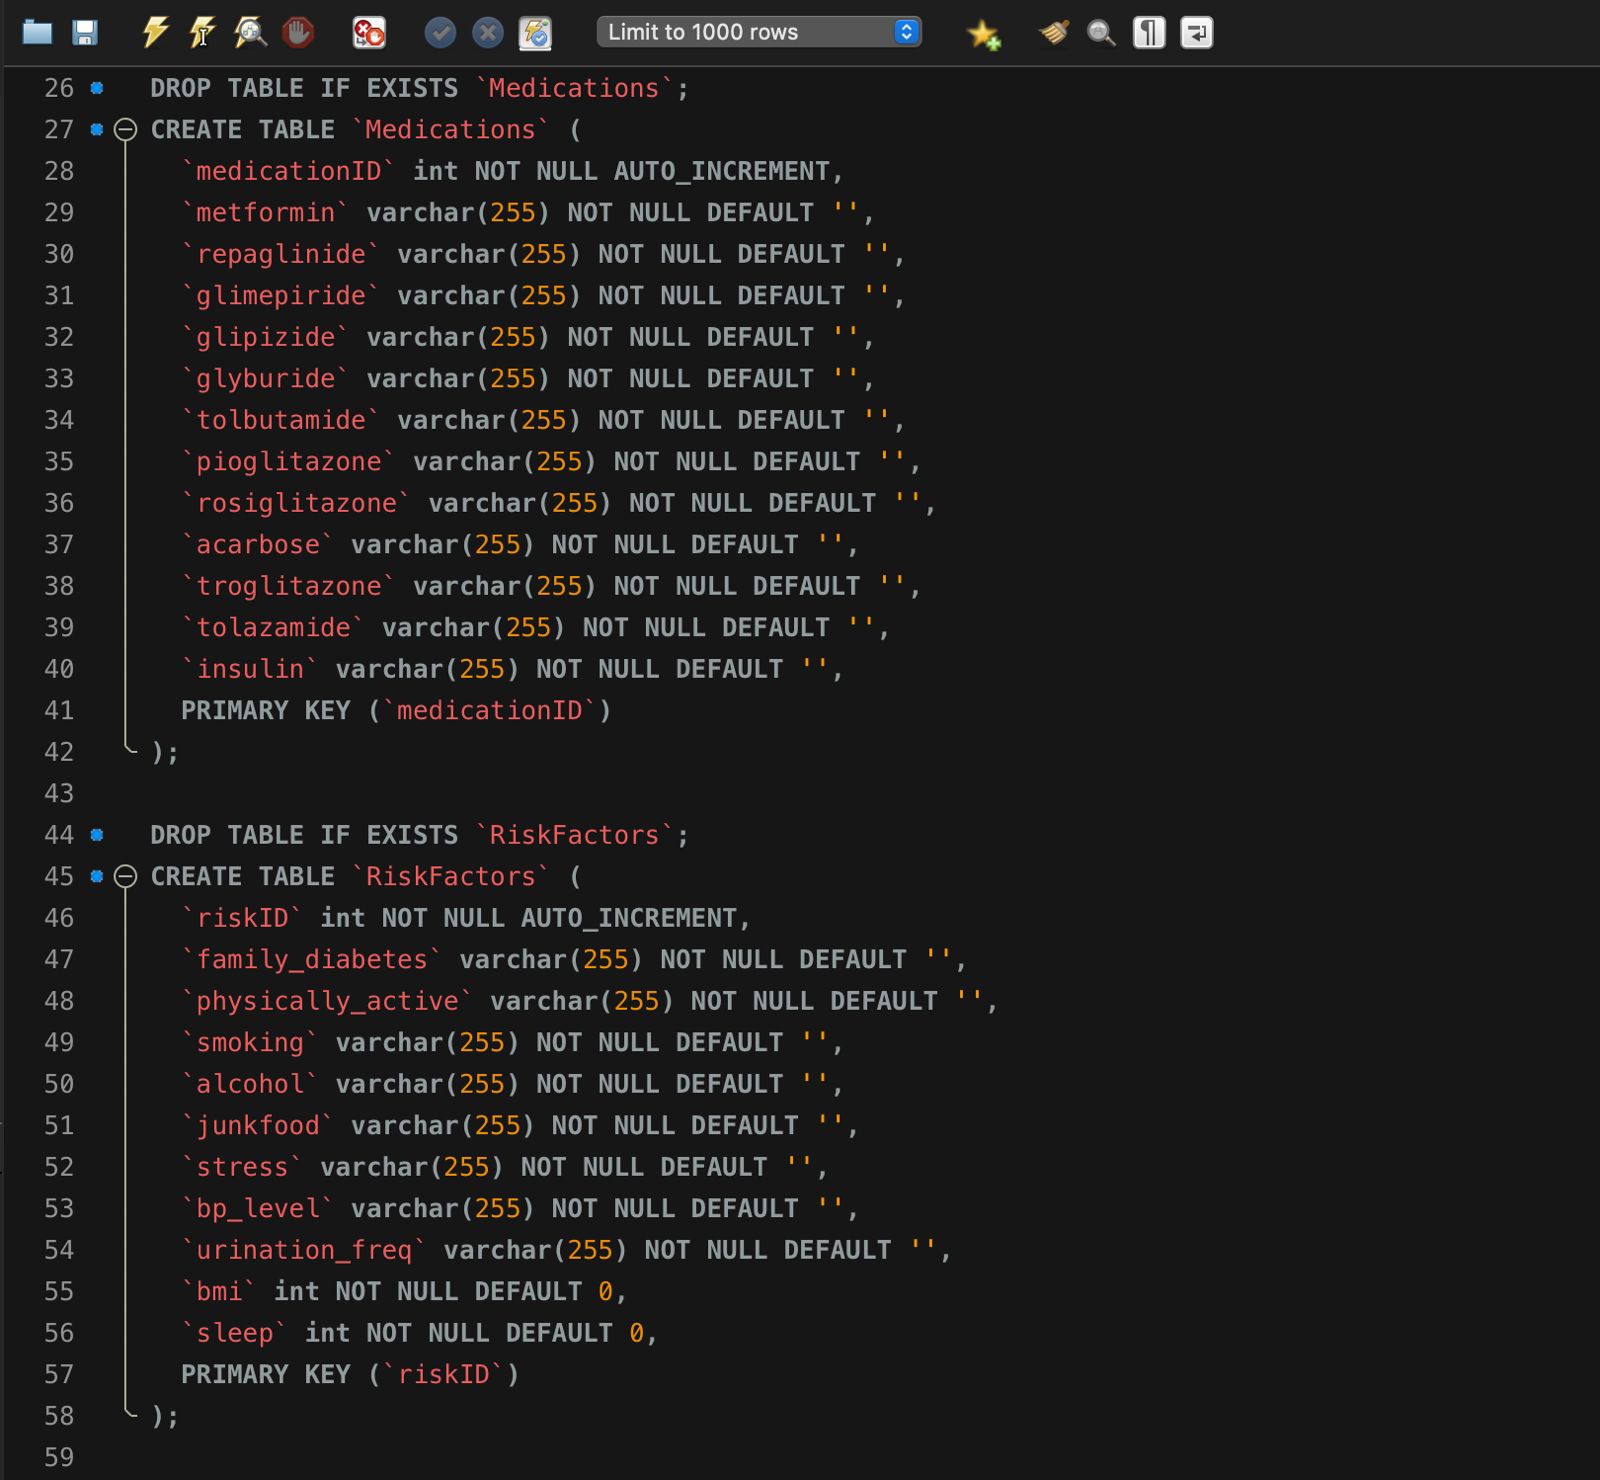 Limit to 1000 rows
26 DROP TABLE IF EXISTS `Medications`;
27 CREATE TABLE `Medications` (
28 `medicationID` int NOT NULL AUTO_INCREMENT,
29 `metformin` varchar(255) NOT NULL DEFAULT '',
30 `repaglinide` varchar(255) NOT NULL DEFAULT '',
31 `glimepiride` varchar(255) NOT NULL DEFAULT '',
32 `glipizide` varchar(255) NOT NULL DEFAULT '',
33 `glyburide` varchar(255) NOT NULL DEFAULT '',
34 `tolbutamide` varchar(255) NOT NULL DEFAULT '',
35 `pioglitazone` varchar(255) NOT NULL DEFAULT '',
36 `rosiglitazone` varchar(255) NOT NULL DEFAULT '',
37 `acarbose` varchar(255) NOT NULL DEFAULT '',
38 `troglitazone` varchar(255) NOT NULL DEFAULT '',
39 `tolazamide` varchar(255) NOT NULL DEFAULT '',
40 `insulin` varchar(255) NOT NULL DEFAULT '',
41 PRIMARY KEY (`medicationID`)
42 );
43
44 DROP TABLE IF EXISTS `RiskFactors`;
45 CREATE TABLE `RiskFactors` (
46 `riskID` int NOT NULL AUTO_INCREMENT,
47 `family_diabetes` varchar(255) NOT NULL DEFAULT '',
48 `physically_active` varchar(255) NOT NULL DEFAULT '',
49 `smoking` varchar(255) NOT NULL DEFAULT '',
50 `alcohol` varchar(255) NOT NULL DEFAULT '',
51 `junkfood` varchar(255) NOT NULL DEFAULT '',
52 `stress` varchar(255) NOT NULL DEFAULT '',
53 `bp_level` varchar(255) NOT NULL DEFAULT '',
54 `urination_freq` varchar(255) NOT NULL DEFAULT '',
55 `bmi` int NOT NULL DEFAULT 0,
56 `sleep` int NOT NULL DEFAULT 0,
57 PRIMARY KEY (`riskID`)
58 );
59